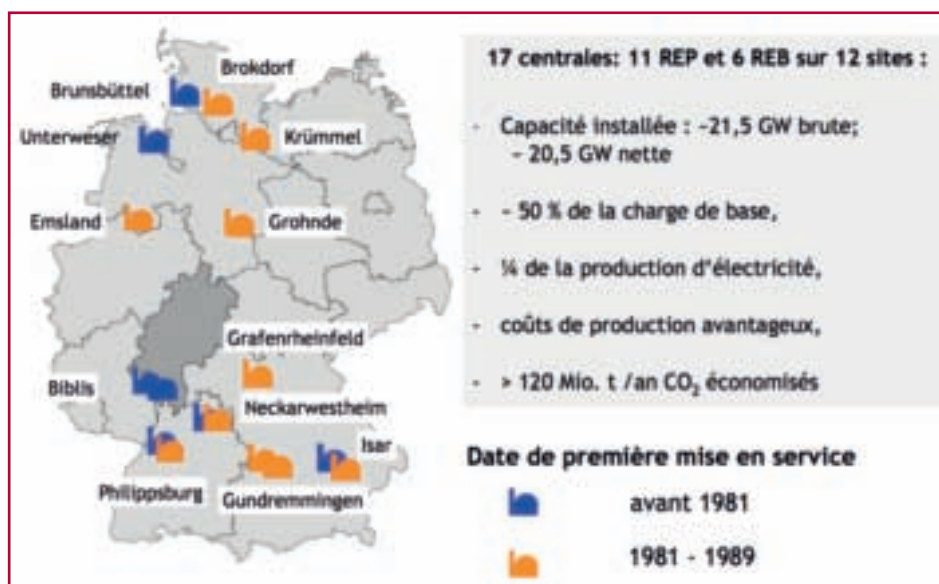 Brokdorf
Brunsbüttel
Unterweser
Krümmel
Emsland
Grohnde
Grafenrheinfeld
Biblis
Neckarwestheim
Isar
Philippsburg
Gundremmingen
17 centrales: 11 REP et 6 REB sur 12 sites :
- Capacité installée : ~21,5 GW brute;
~ 20,5 GW nette
- ~ 50 % de la charge de base,
- ¼ de la production d'électricité,
- coûts de production avantageux,
- > 120 Mio. t /an CO₂ économisés
Date de première mise en service
avant 1981
1981 - 1989